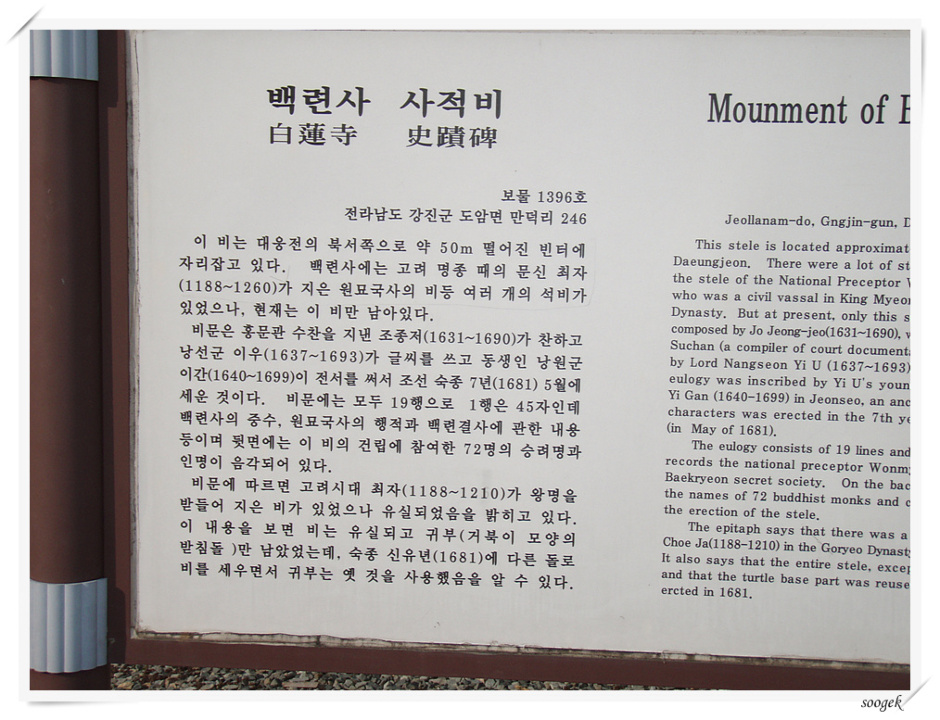 백련사 사적비
白蓮寺 史蹟碑
보물 1396호
전라남도 강진군 도암면 만덕리 246
이 비는 대웅전의 북서쪽으로 약 50m 떨어진 빈터에
자리잡고 있다. 백련사에는 고려 명종 때의 문신 최자
(1188~1260)가 지은 원묘국사의 비등 여러 개의 석비가
있었으나, 현재는 이 비만 남아있다.
비문은 홍문관 수찬을 지낸 조종저(1631~1690)가 찬하고
낭선군 이우(1637~1693)가 글씨를 쓰고 동생인 낭원군
이간(1640~1699)이 전서를 써서 조선 숙종 7년(1681) 5월에
세운 것이다. 비문에는 모두 19행으로 1행은 45자인데
백련사의 중수, 원묘국사의 행적과 백련결사에 관한 내용
등이며 뒷면에는 이 비의 건립에 참여한 72명의 승려명과
인명이 음각되어 있다.
비문에 따르면 고려시대 최자(1188~1210)가 왕명을
받들어 지은 비가 있었으나 유실되었음을 밝히고 있다.
이 내용을 보면 비는 유실되고 귀부(거북이 모양의
받침돌 )만 남았었는데, 숙종 신유년(1681)에 다른 돌로
비를 세우면서 귀부는 옛 것을 사용했음을 알 수 있다.
Mounment of
Jeollanam-do, Gngjin-gun,
This stele is located approximat
Daeungjeon. There were a lot of st
the stele of the National Preceptor
who was a civil vassal in King Myeo
Dynasty. But at present, only this s
composed by Jo Jeong-jeo(1631~1690),
Suchan (a compiler of court document
by Lord Nangseon Yi U (1637~1693)
eulogy was inscribed by Yi U's youn
Yi Gan (1640-1699) in Jeonseo, an anc
characters was erected in the 7th ye
(in May of 1681).
The eulogy consists of 19 lines and
records the national preceptor Wonm
Baekryeon secret society. On the bac
the names of 72 buddhist monks and c
the erection of the stele.
The epitaph says that there was a
Choe Ja(1188-1210) in the Goryeo Dynasty
It also says that the entire stele, excep
and that the turtle base part was reuse
ercted in 1681.
soogek